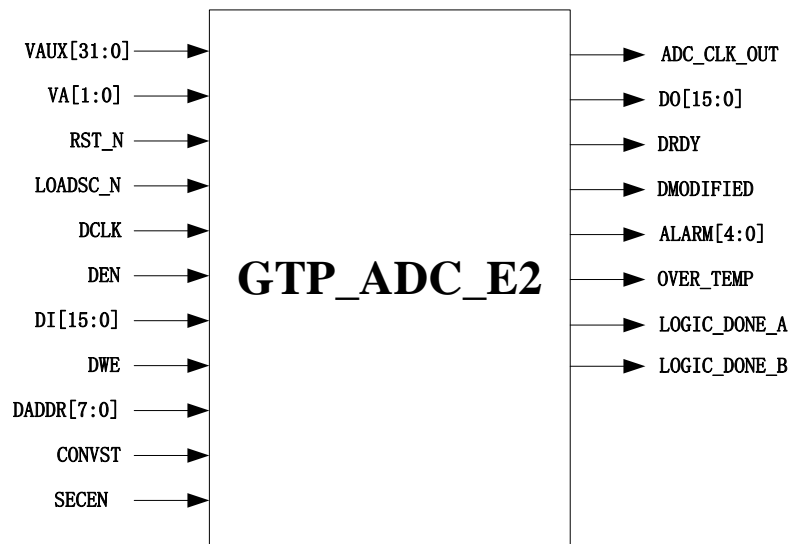 VAUX[31:0]
VA[1:0]
RST_N
LOADSC_N
DCLK
DEN
DI[15:0]
DWE
DADDR[7:0]
CONVST
SECEN
GTP_ADC_E2
ADC_CLK_OUT
DO[15:0]
DRDY
DMODIFIED
ALARM[4:0]
OVER_TEMP
LOGIC_DONE_A
LOGIC_DONE_B